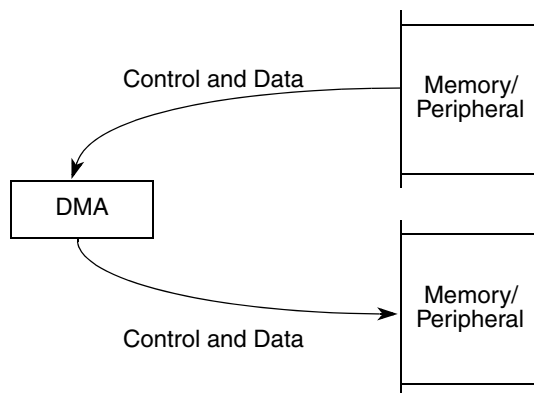 Control and Data
Memory/
Peripheral
DMA
Memory/
Peripheral
Control and Data